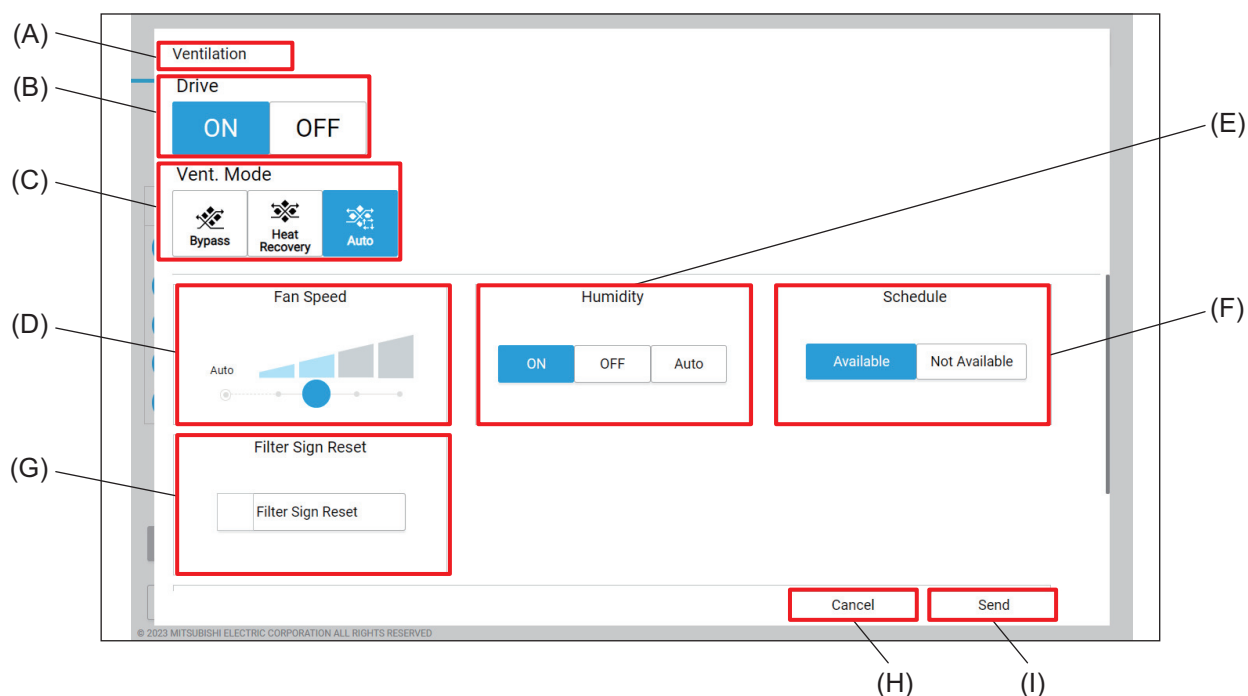 (A)
Ventilation
(B)
Drive
ON OFF
(E)
(C)
Vent. Mode
Bypass
Heat
Recovery
Auto
(D)
Fan Speed
Auto
Humidity
ON OFF Auto
Schedule
Available Not Available
(F)
(G)
Filter Sign Reset
Filter Sign Reset
Cancel Send
© 2023 MITSUBISHI ELECTRIC CORPORATION ALL RIGHTS RESERVED
(H) (I)